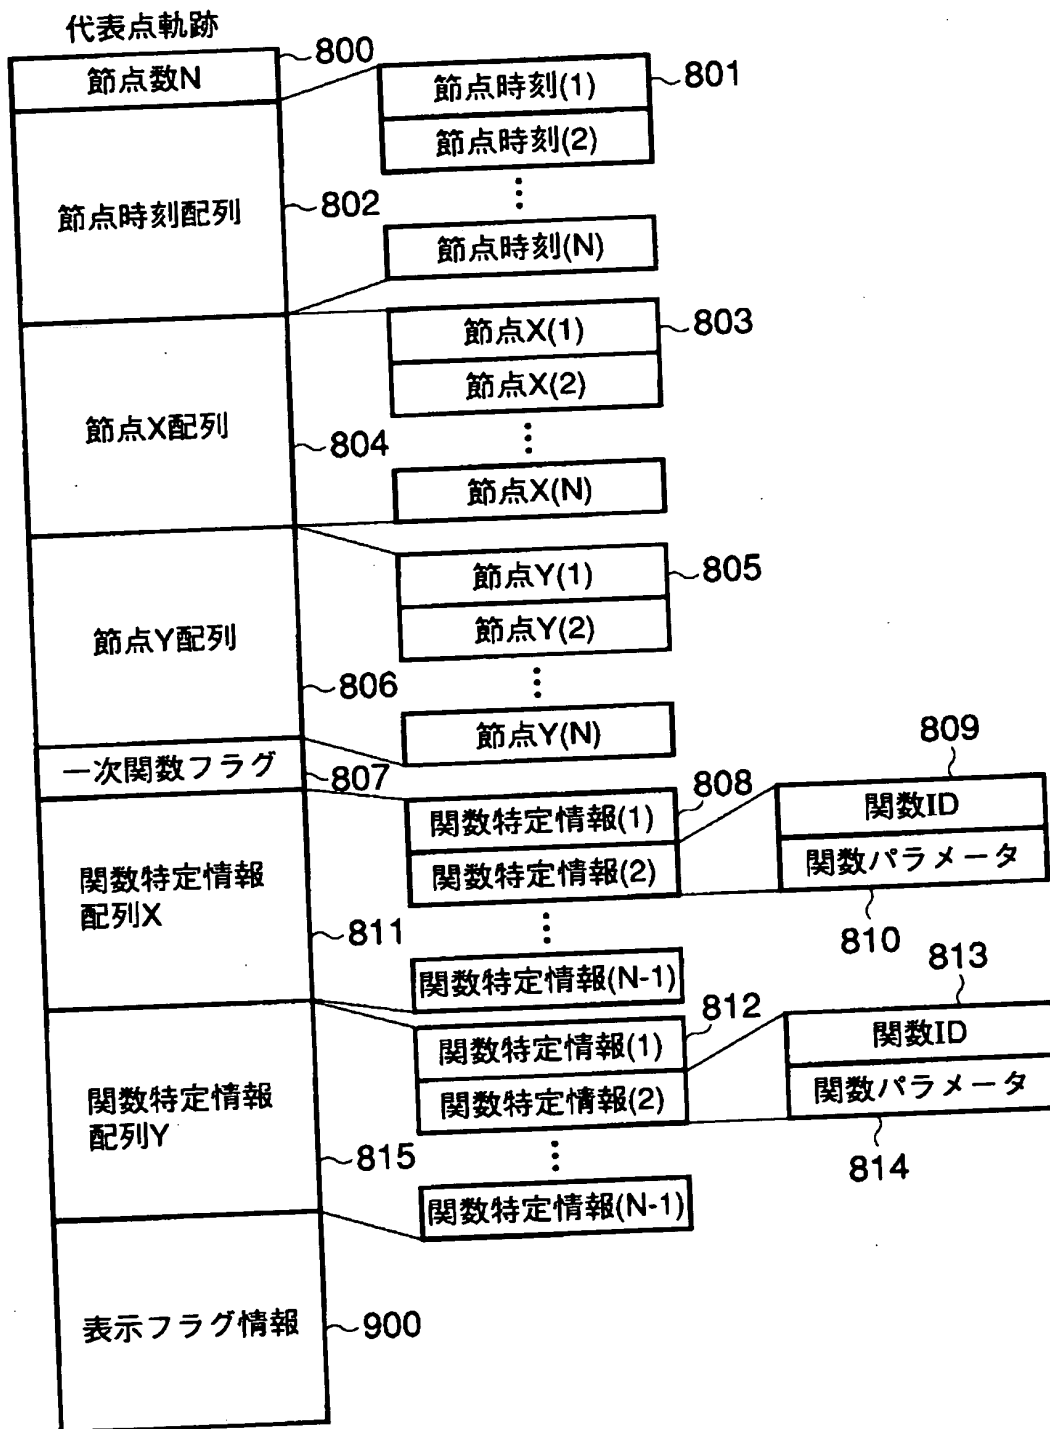 代表点軌跡
800
節点数N
節点時刻(1)
801
節点時刻(2)
節点時刻配列
802
節点時刻(N)
節点X(1)
803
節点X(2)
節点X配列
804
節点X(N)
節点Y(1)
805
節点Y(2)
節点Y配列
806
節点Y(N)
一次関数フラグ
807
809
関数特定情報(1)
808
関数ID
関数特定情報(2)
関数パラメータ
関数特定情報
配列X
811
810
関数特定情報(N-1)
813
関数特定情報(1)
812
関数ID
関数特定情報(2)
関数パラメータ
関数特定情報
配列Y
815
814
関数特定情報(N-1)
表示フラグ情報
900